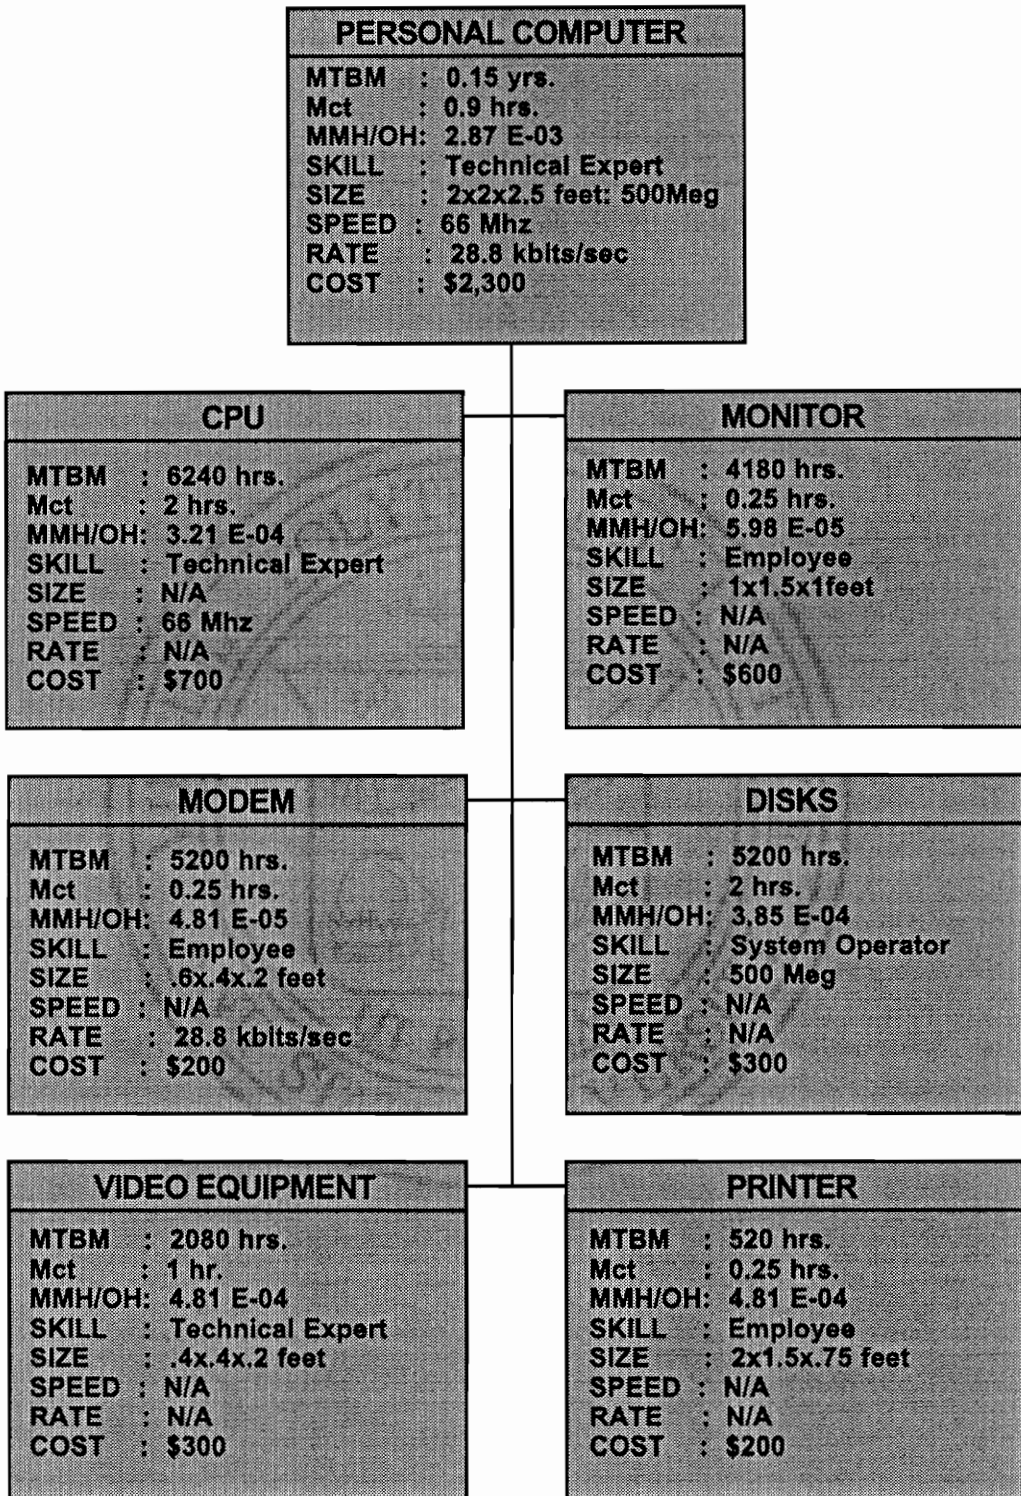 PERSONAL COMPUTER
MTBM : 0.15 yrs.
Mct : 0.9 hrs.
MMH/OH: 2.87 E-03
SKILL : Technical Expert
SIZE : 2x2x2.5 feet: 500Meg
SPEED : 66 Mhz
RATE : 28.8 kbits/sec
COST : $2,300
CPU
MTBM : 6240 hrs.
Mct : 2 hrs.
MMH/OH: 3.21 E-04
SKILL : Technical Expert
SIZE : N/A
SPEED : 66 Mhz
RATE : N/A
COST : $700
MONITOR
MTBM : 4180 hrs.
Mct : 0.25 hrs.
MMH/OH: 5.98 E-05
SKILL : Employee
SIZE : 1x1.5x1feet
SPEED : N/A
RATE : N/A
COST : $600
MODEM
MTBM : 5200 hrs.
Mct : 0.25 hrs.
MMH/OH: 4.81 E-05
SKILL : Employee
SIZE : .6x.4x.2 feet
SPEED : N/A
RATE : 28.8 kbits/sec
COST : $200
DISKS
MTBM : 5200 hrs.
Mct : 2 hrs.
MMH/OH: 3.85 E-04
SKILL : System Operator
SIZE : 500 Meg
SPEED : N/A
RATE : N/A
COST : $300
VIDEO EQUIPMENT
MTBM : 2080 hrs.
Mct : 1 hr.
MMH/OH: 4.81 E-04
SKILL : Technical Expert
SIZE : .4x.4x.2 feet
SPEED : N/A
RATE : N/A
COST : $300
PRINTER
MTBM : 520 hrs.
Mct : 0.25 hrs.
MMH/OH: 4.81 E-04
SKILL : Employee
SIZE : 2x1.5x.75 feet
SPEED : N/A
RATE : N/A
COST : $200